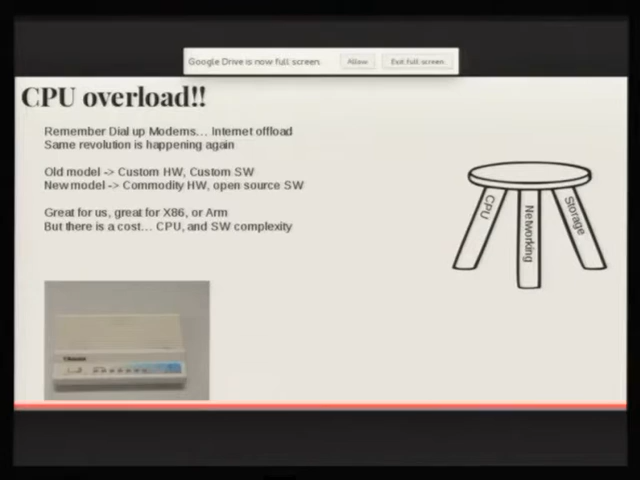 Google Drive is now full screen.
Allow
Exit full screen
CPU overload!!
Remember Dial up Modems... Internet offload
Same revolution is happening again
Old model -> Custom HW, Custom SW
New model -> Commodity HW, open source SW
Great for us, great for X86, or Arm
But there is a cost... CPU, and SW complexity
CPU
Networking
Storage